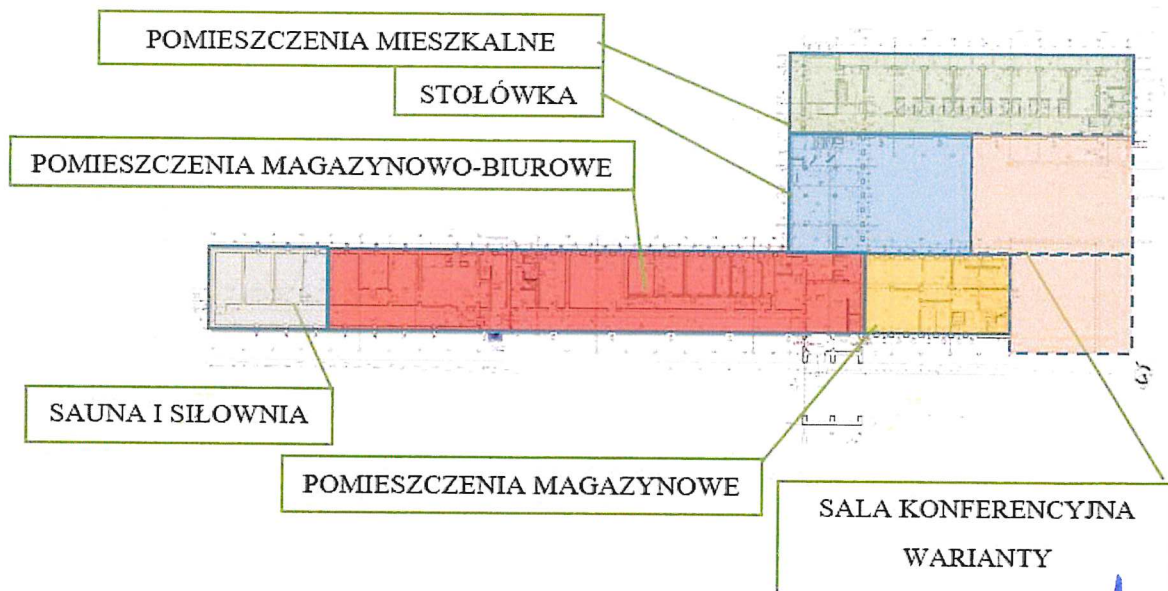 POMIESZCZENIA MIESZKALNE
STOŁÓWKA
POMIESZCZENIA MAGAZYNOWO-BIUROWE
SAUNA I SIŁOWNIA
POMIESZCZENIA MAGAZYNOWE
SALA KONFERENCYJNA
WARIANTY